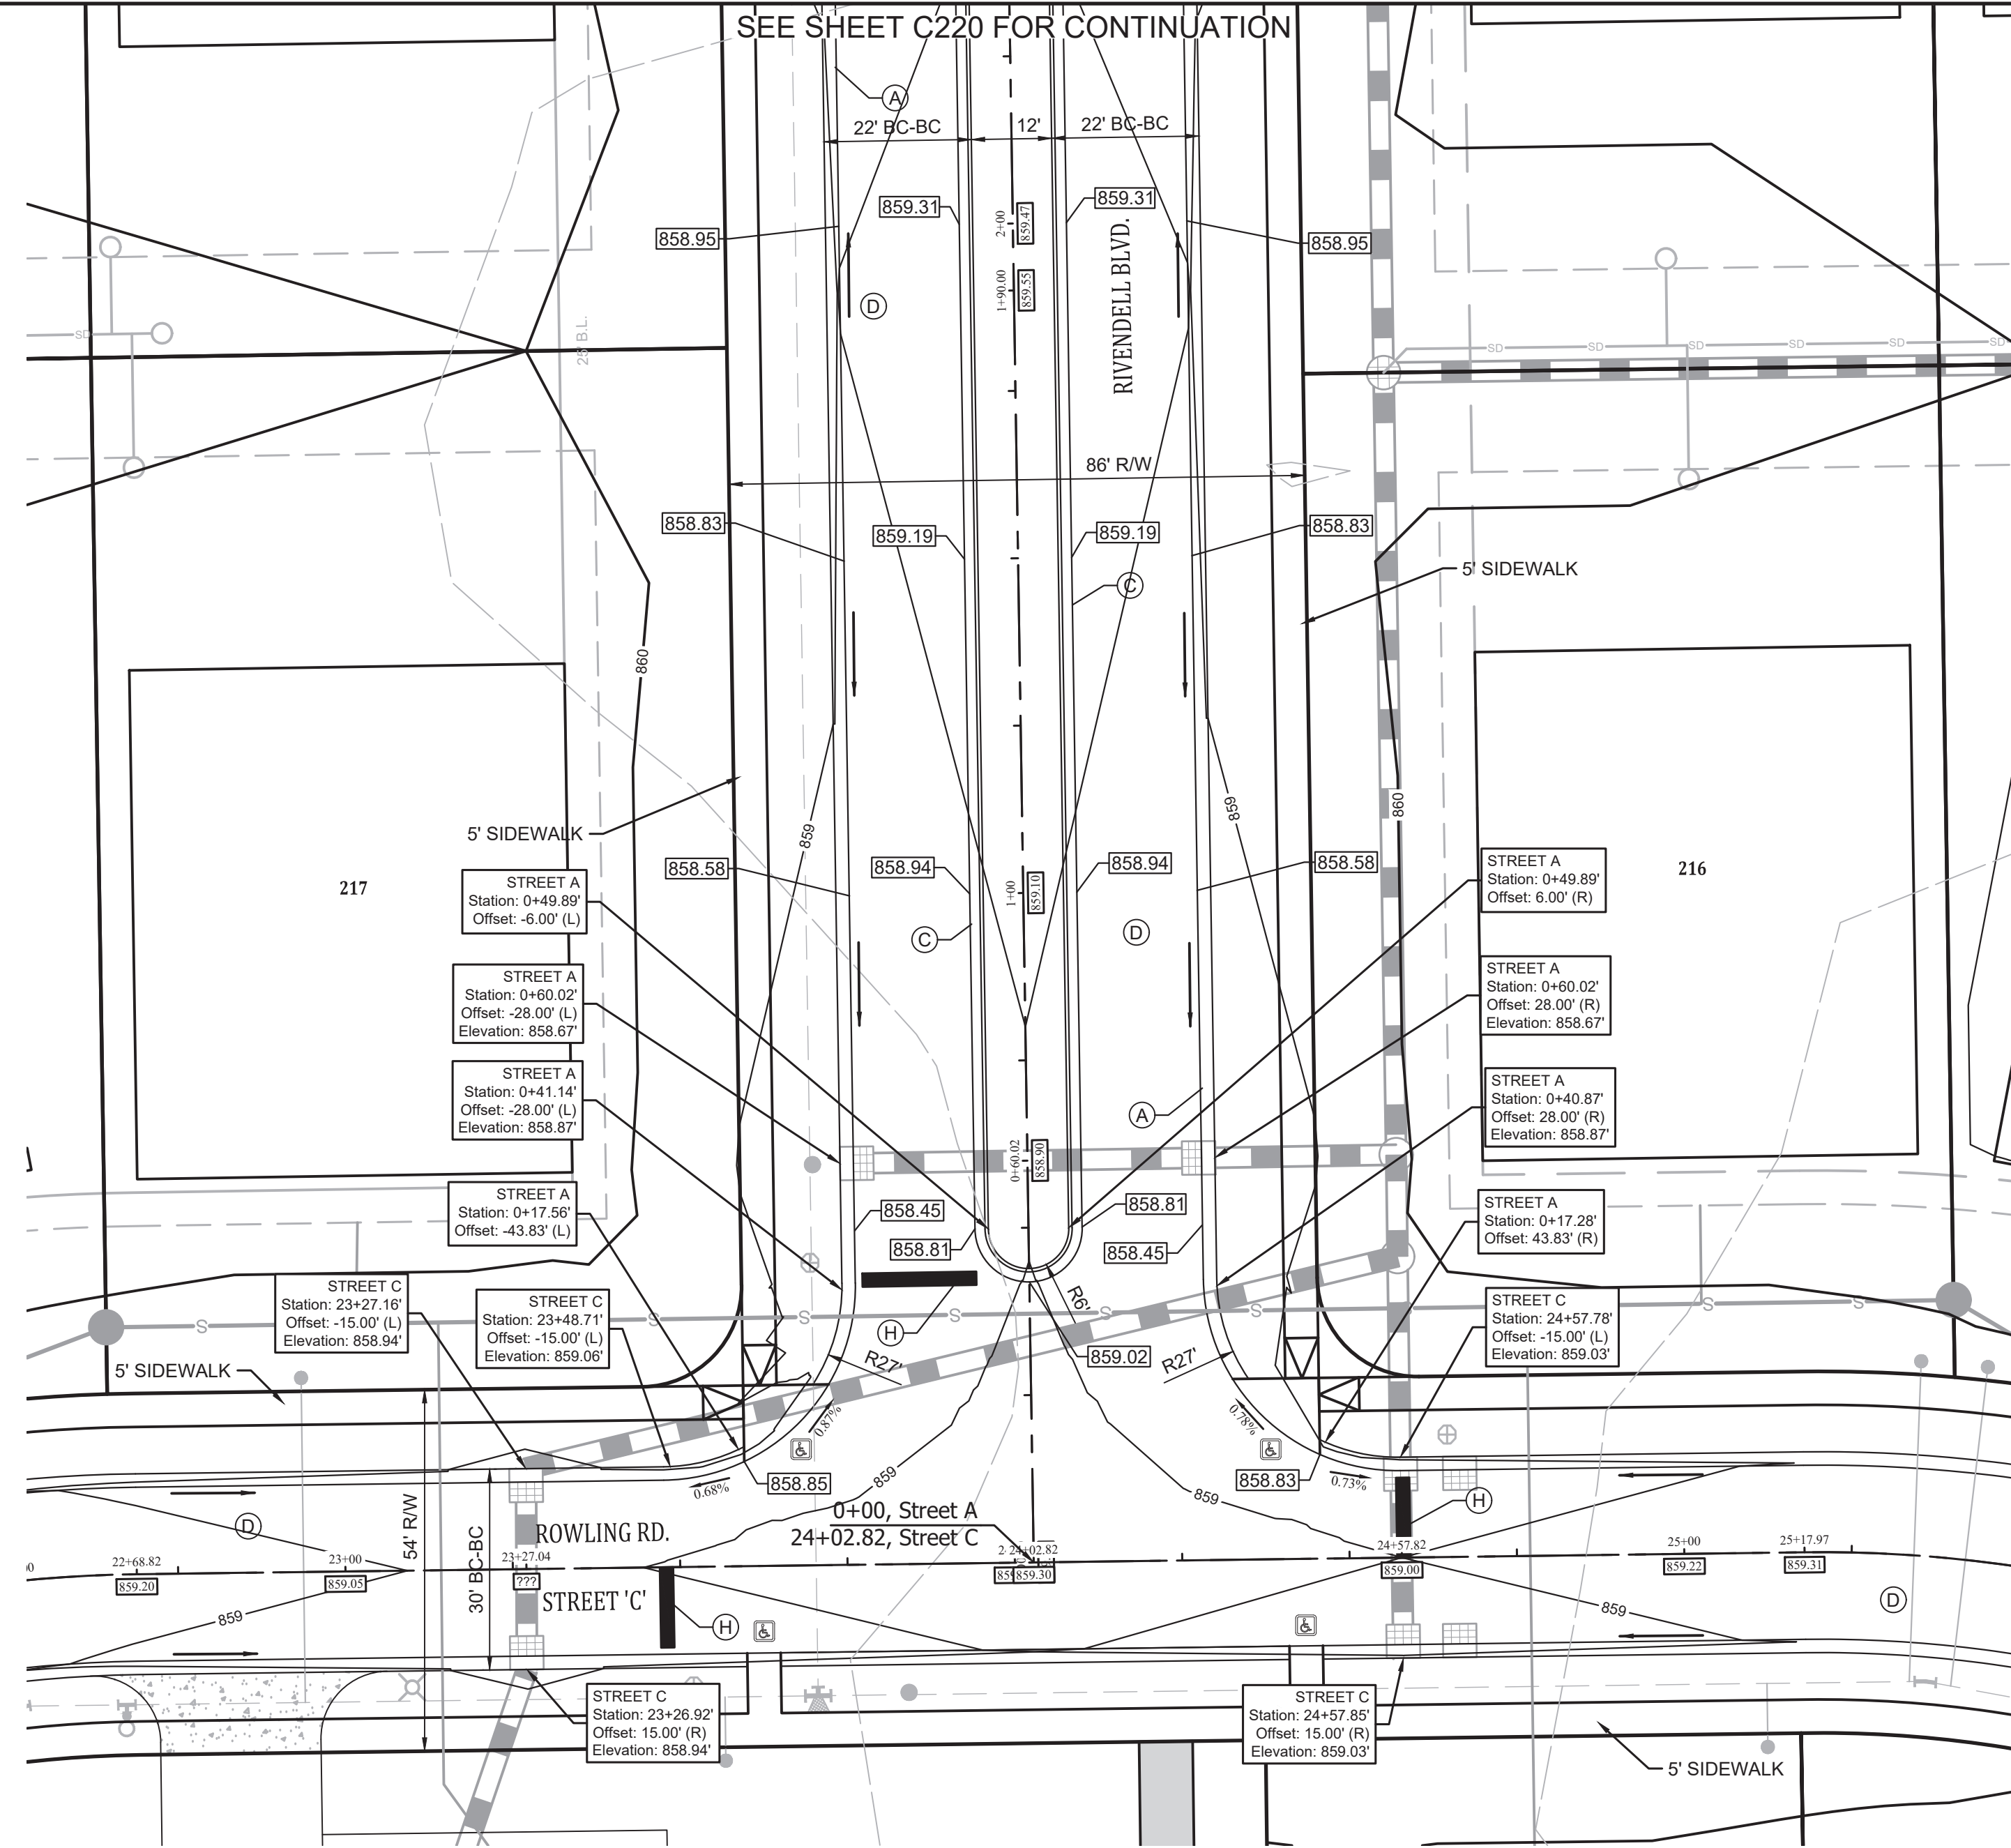 SEE SHEET C220 FOR CONTINUATION
A
22' BC-BC
12'
22' BC-BC
859.31
859.31
858.95
858.95
2+00
859.47
1+90.00
859.55
RIVENDELL BLVD.
D
SD
25' B.L.
SD
SD
SD
SD
SD
SD
86' R/W
858.83
859.19
859.19
858.83
C
5' SIDEWALK
860
859
859
860
5' SIDEWALK
858.58
858.94
858.94
858.58
1+00
859.10
217
216
C
D
STREET A
Station: 0+49.89'
Offset: -6.00' (L)
STREET A
Station: 0+49.89'
Offset: 6.00' (R)
STREET A
Station: 0+60.02'
Offset: -28.00' (L)
Elevation: 858.67'
STREET A
Station: 0+60.02'
Offset: 28.00' (R)
Elevation: 858.67'
STREET A
Station: 0+41.14'
Offset: -28.00' (L)
Elevation: 858.87'
STREET A
Station: 0+40.87'
Offset: 28.00' (R)
Elevation: 858.87'
A
0+60.02
858.90
STREET A
Station: 0+17.56'
Offset: -43.83' (L)
858.45
858.81
858.81
858.45
STREET A
Station: 0+17.28'
Offset: 43.83' (R)
STREET C
Station: 23+27.16'
Offset: -15.00' (L)
Elevation: 858.94'
STREET C
Station: 23+48.71'
Offset: -15.00' (L)
Elevation: 859.06'
STREET C
Station: 24+57.78'
Offset: -15.00' (L)
Elevation: 859.03'
S
S
S
S
S
S
S
S
H
R6'
859.02
R27'
R27'
5' SIDEWALK
0.87%
0.78%
0.68%
0.73%
858.85
858.83
859
859
54' R/W
30' BC-BC
D
H
ROWLING RD.
0+00, Street A
24+02.82, Street C
22+68.82
859.20
23+00
859.05
23+27.04
???
24+02.82
859.30
24+57.82
859.00
25+00
859.22
25+17.97
859.31
STREET 'C'
859
859
H
D
STREET C
Station: 23+26.92'
Offset: 15.00' (R)
Elevation: 858.94'
STREET C
Station: 24+57.85'
Offset: 15.00' (R)
Elevation: 859.03'
5' SIDEWALK